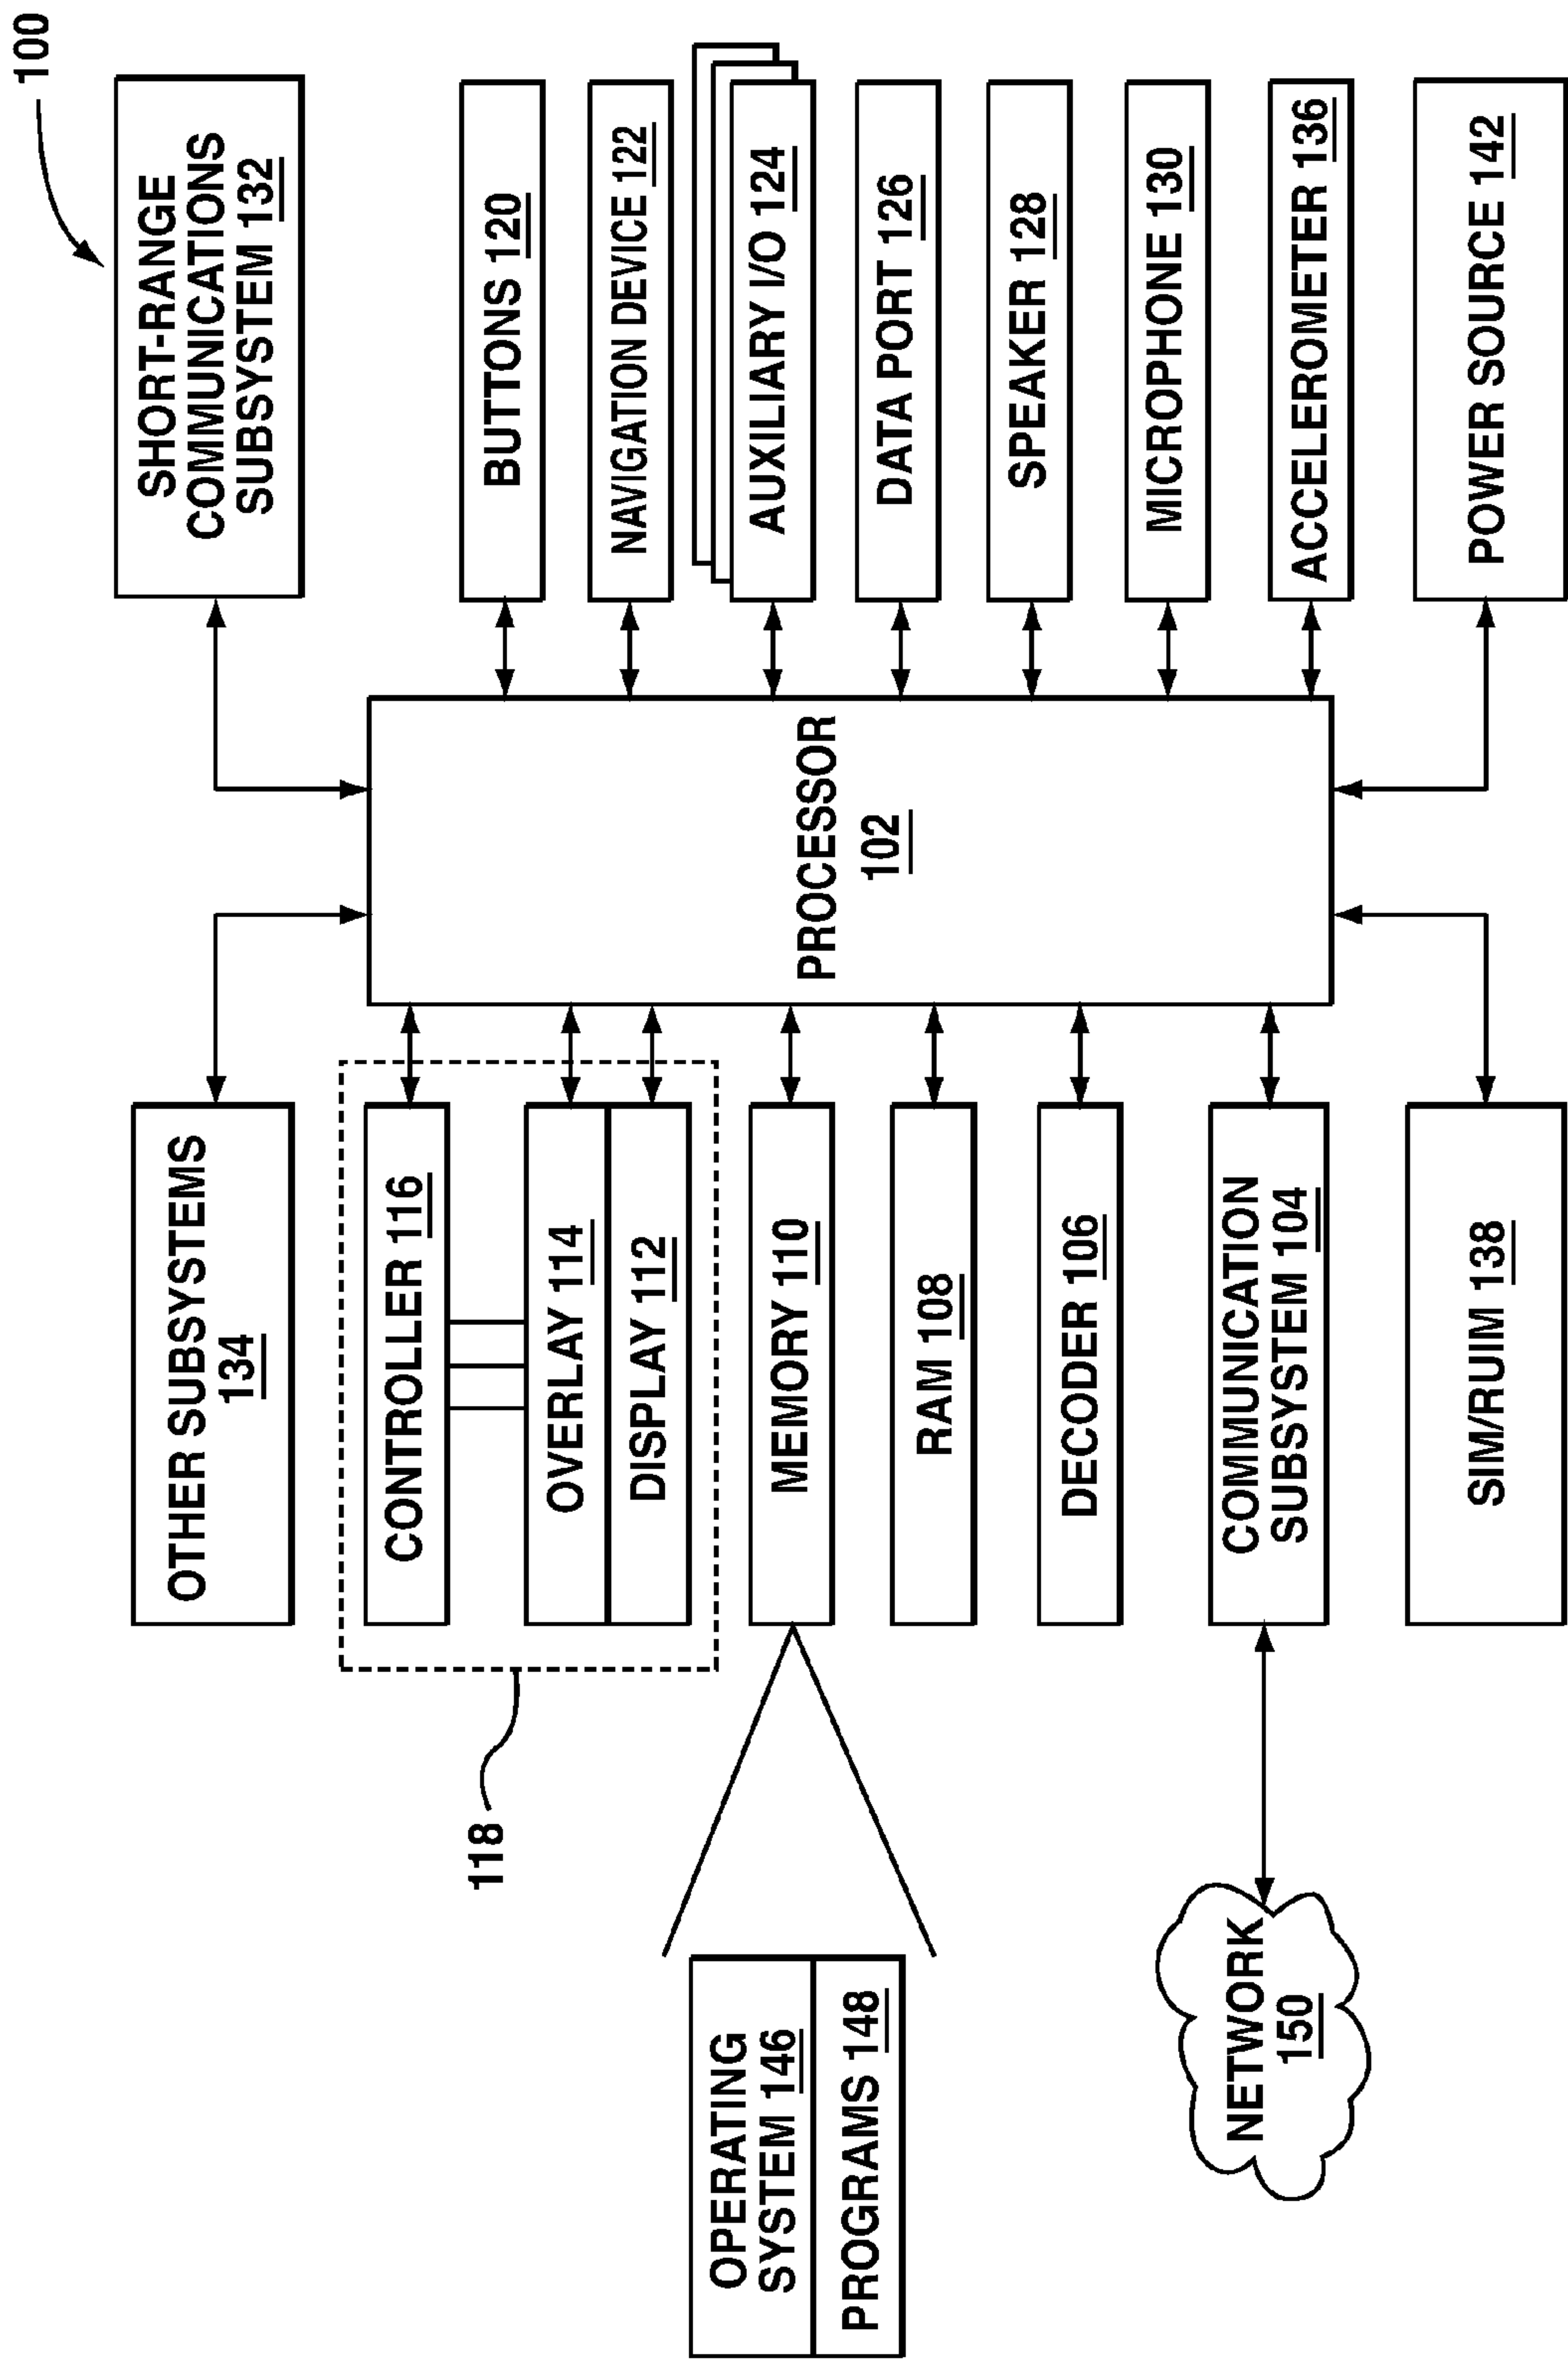 100
SHORT-RANGE
COMMUNICATIONS
SUBSYSTEM 132
OTHER SUBSYSTEMS
134
BUTTONS 120
NAVIGATION DEVICE 122
AUXILIARY I/O 124
DATA PORT 126
SPEAKER 128
MICROPHONE 130
ACCELEROMETER 136
POWER SOURCE 142
PROCESSOR
102
CONTROLLER 116
OVERLAY 114
DISPLAY 112
118
MEMORY 110
RAM 108
DECODER 106
COMMUNICATION
SUBSYSTEM 104
SIM/RUIM 138
OPERATING
SYSTEM 146
PROGRAMS 148
NETWORK
150